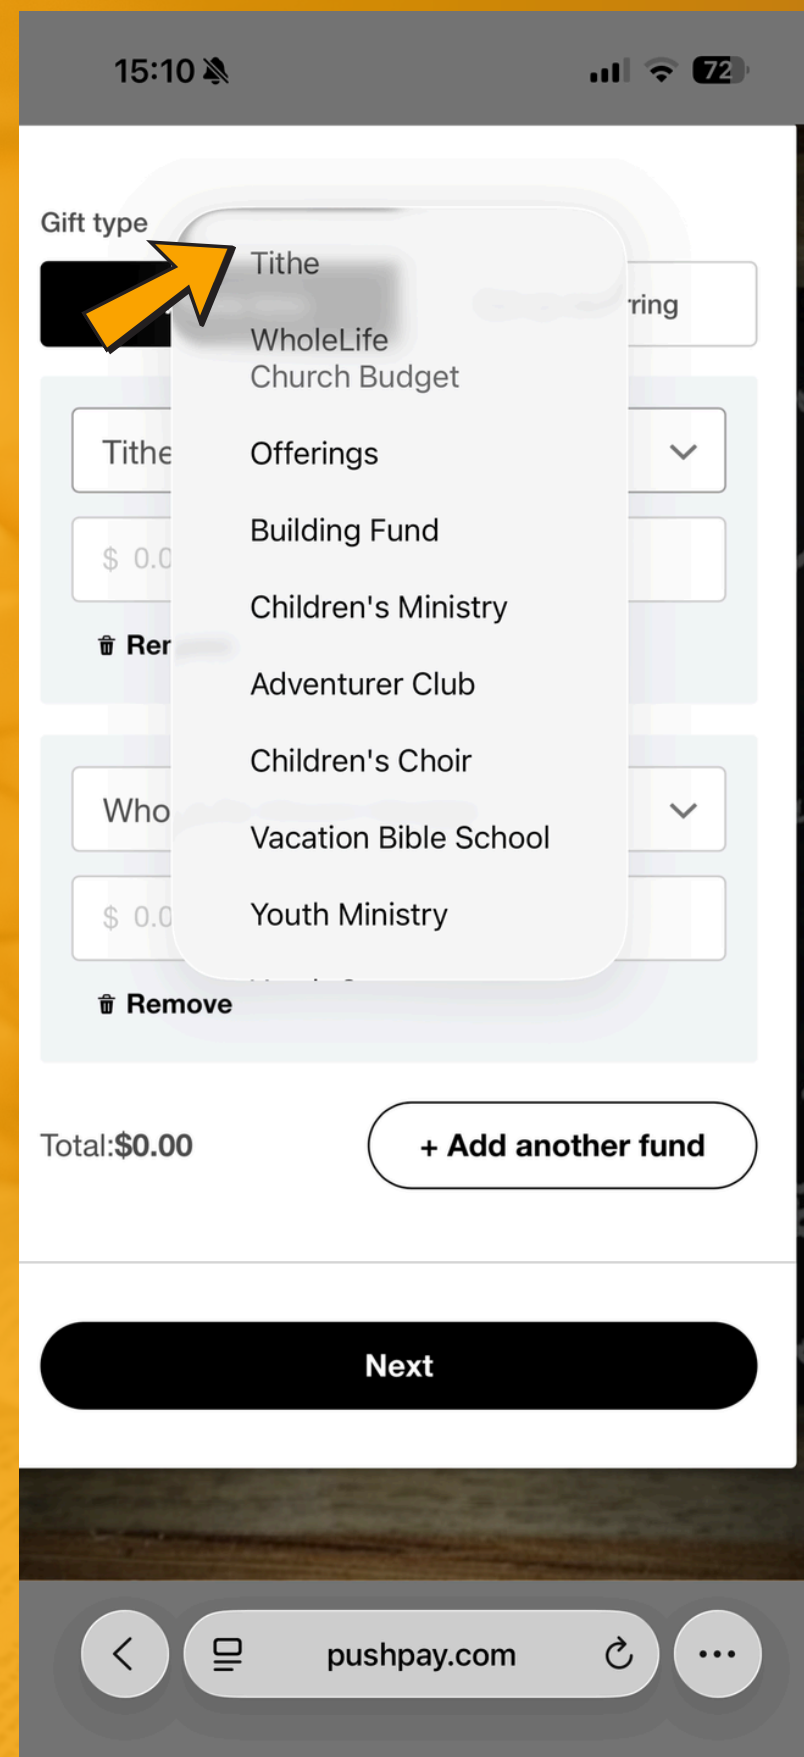 15:10
72
Gift type
Tithe
rring
WholeLife
Church Budget
Tithe
Offerings
Building Fund
$ 0.0
Children's Ministry
Rer
Adventurer Club
Children's Choir
Who
Vacation Bible School
$ 0.0
Youth Ministry
Remove
Total:$0.00
+ Add another fund
Next
pushpay.com